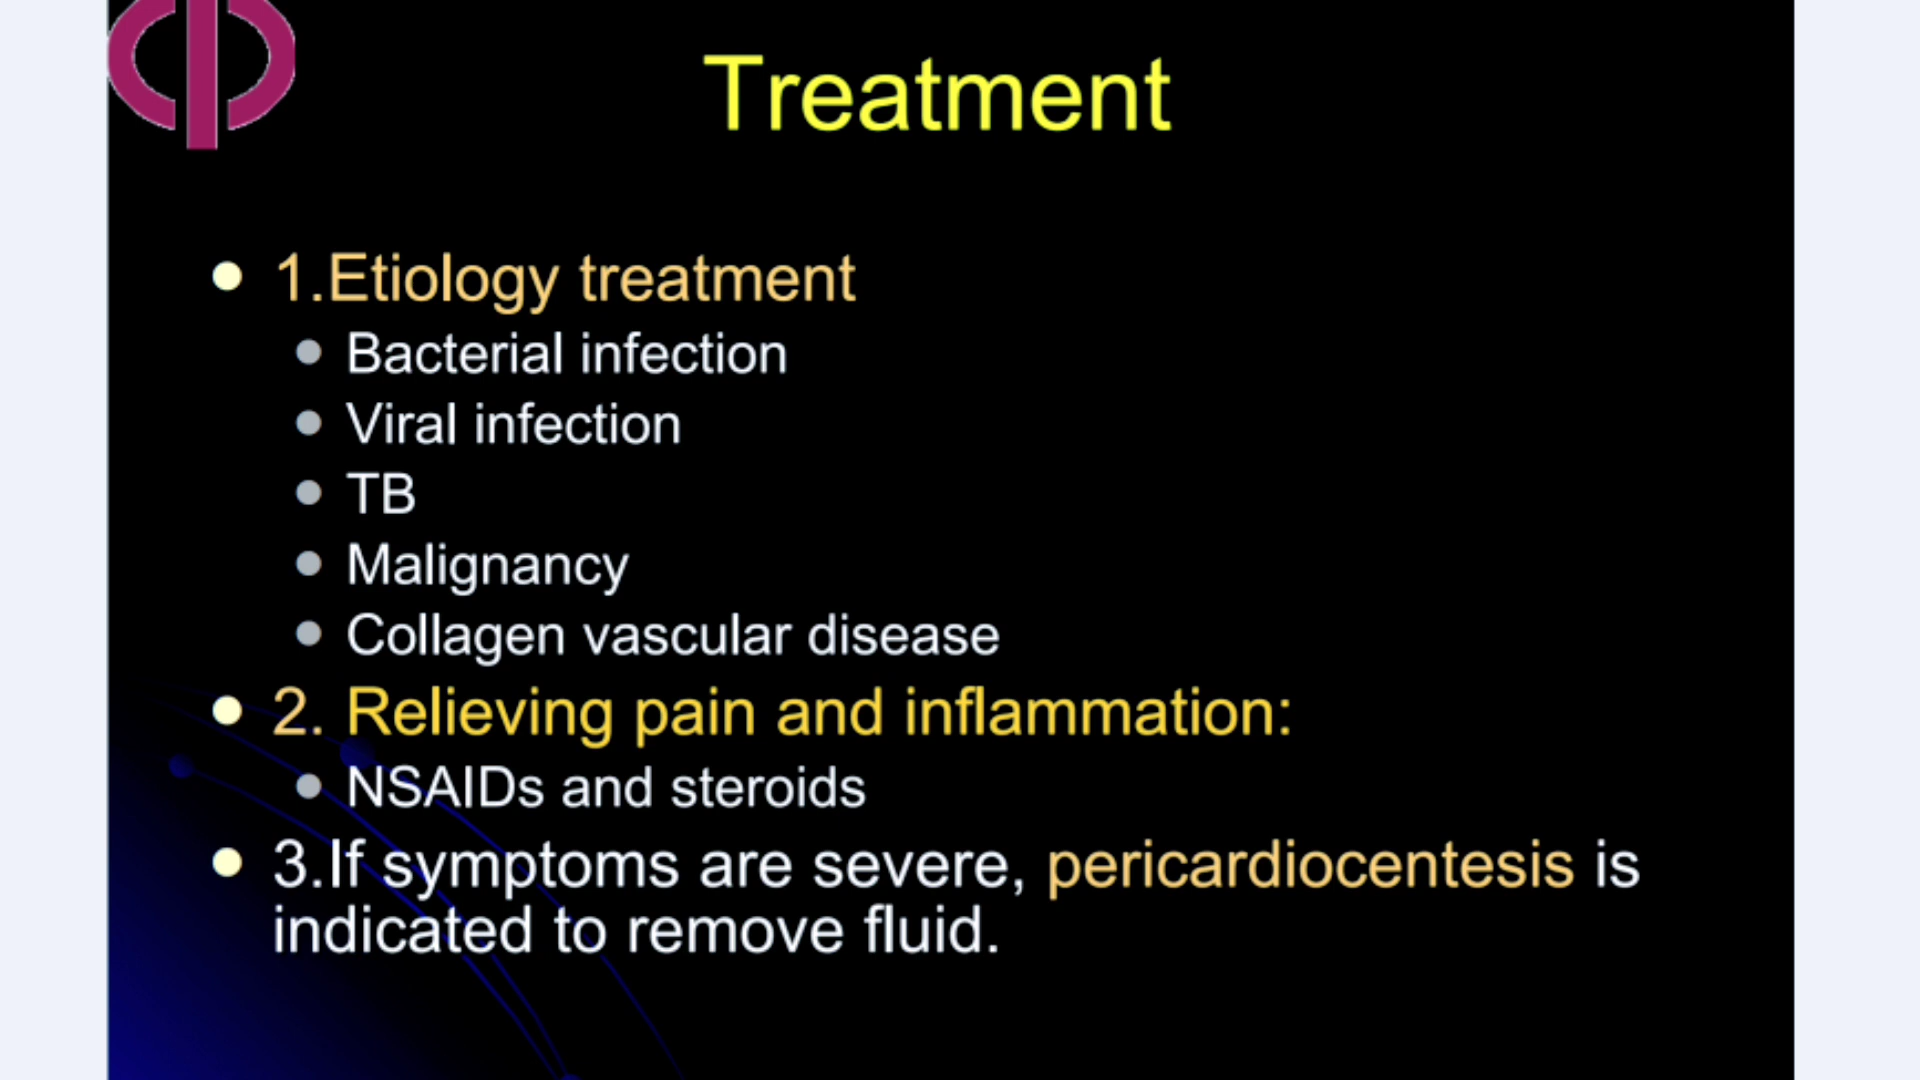 Treatment
1.Etiology treatment
Bacterial infection
Viral infection
TB
Malignancy
Collagen vascular disease
2. Relieving pain and inflammation:
NSAIDs and steroids
3.If symptoms are severe, pericardiocentesis is
indicated to remove fluid.